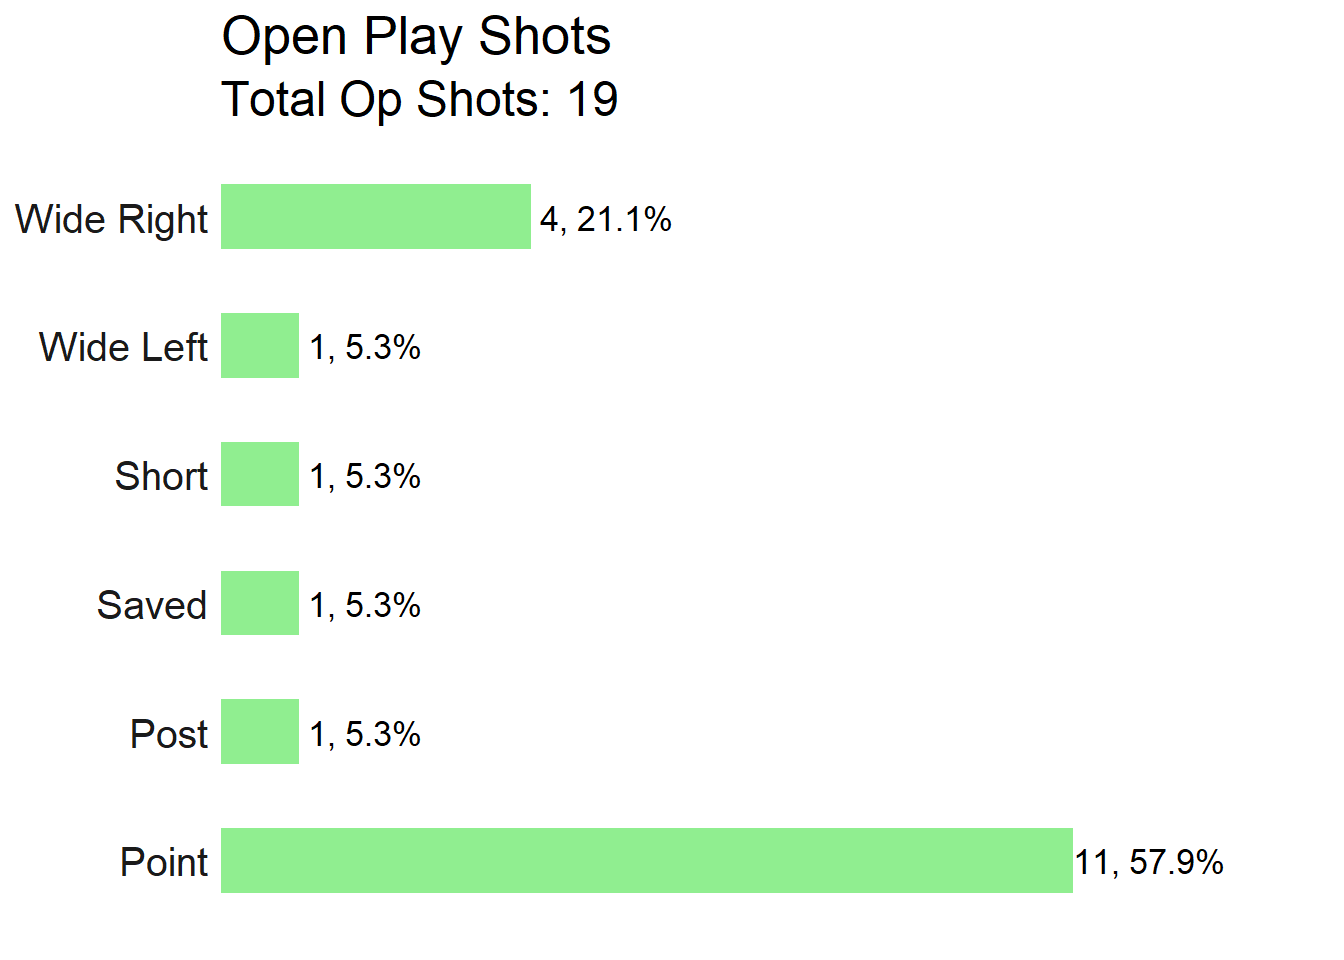 Open Play Shots
Total Op Shots: 19
Wide Right 4, 21.1%
Wide Left 1, 5.3%
Short 1, 5.3%
Saved 1, 5.3%
Post 1, 5.3%
Point 11, 57.9%